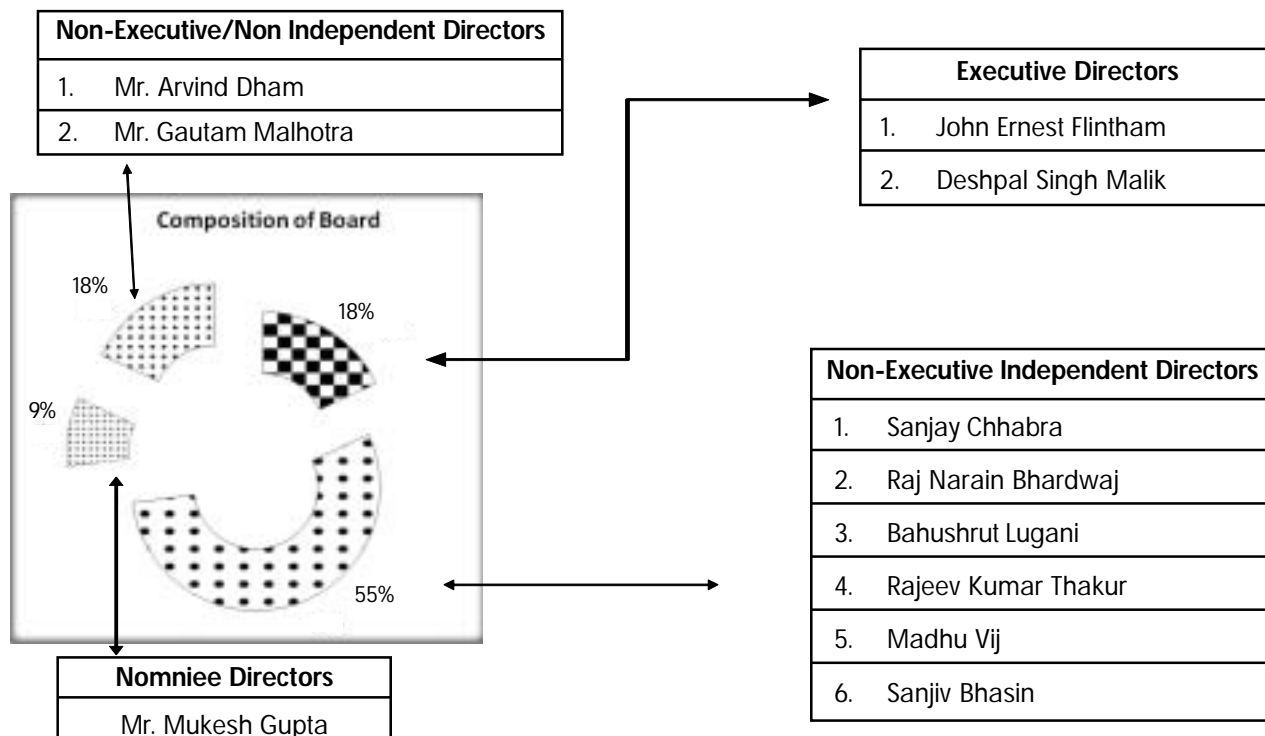 Non-Executive/Non Independent Directors
1. Mr. Arvind Dham
2. Mr. Gautam Malhotra
Executive Directors
1. John Ernest Flintham
2. Deshpal Singh Malik
Composition of Board
18%
18%
9%
55%
Non-Executive Independent Directors
1. Sanjay Chhabra
2. Raj Narain Bhardwaj
3. Bahushrut Lugani
4. Rajeev Kumar Thakur
5. Madhu Vij
6. Sanjiv Bhasin
Nomniee Directors
Mr. Mukesh Gupta